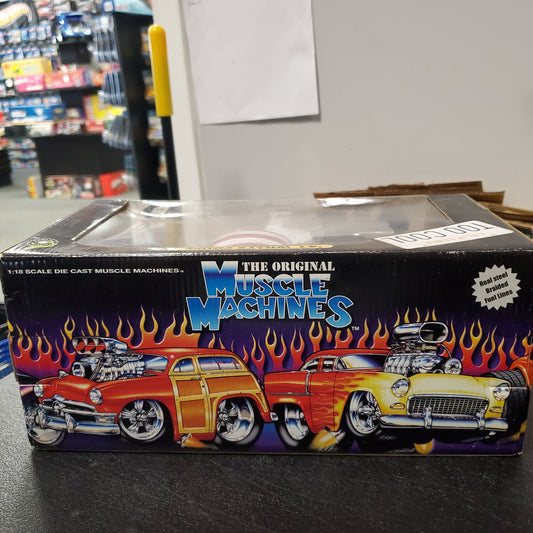 TOO COOL!
1:18 SCALE DIE CAST MUSCLE MACHINES™
THE ORIGINAL
MUSCLE
MACHINES™
Real steel
Braided
Fuel Lines